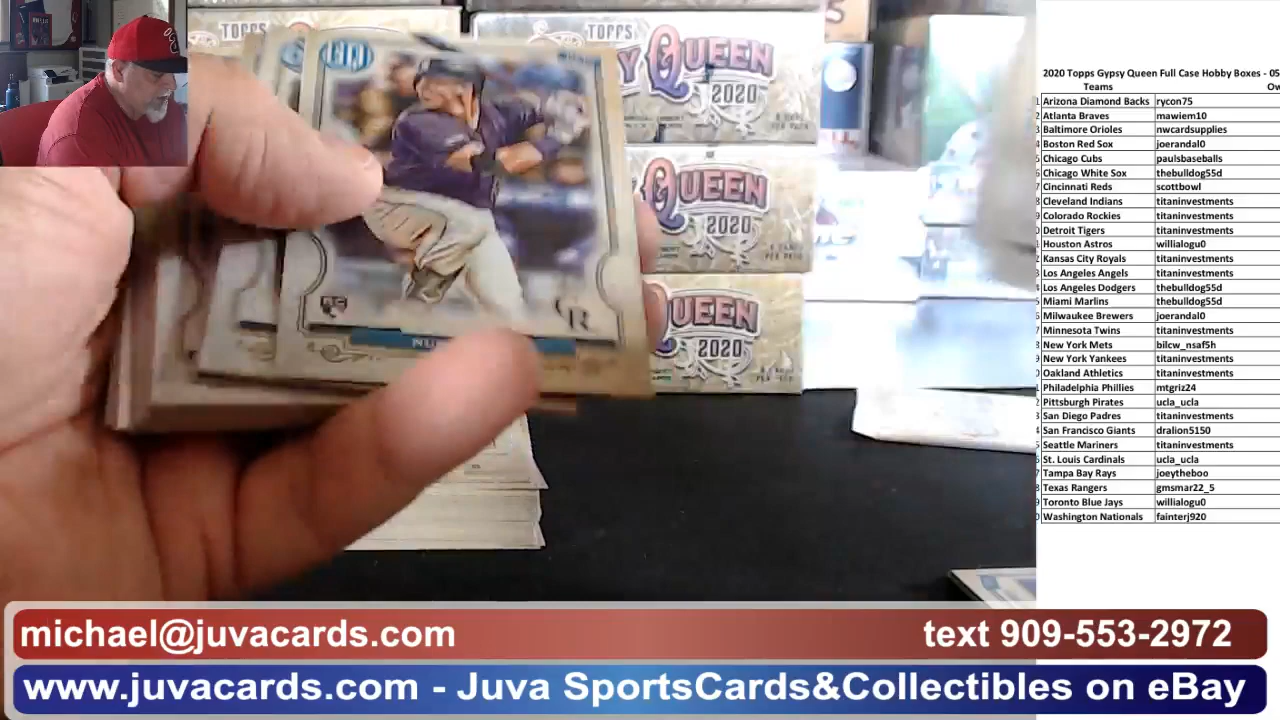 TOPPS
TOPPS
GYPSY QUEEN
2020
QUEEN
2020
QUEEN
2020
RC
2020 Topps Gypsy Queen Full Case Hobby Boxes - 05
Teams Ow
Arizona Diamond Backs rycon75
Atlanta Braves mawiem10
Baltimore Orioles nwcardsupplies
Boston Red Sox joerandal0
Chicago Cubs paulsbaseballs
Chicago White Sox thebulldog55d
Cincinnati Reds scottbowl
Cleveland Indians titaninvestments
Colorado Rockies titaninvestments
Detroit Tigers titaninvestments
Houston Astros willialogu0
Kansas City Royals titaninvestments
Los Angeles Angels titaninvestments
Los Angeles Dodgers thebulldog55d
Miami Marlins thebulldog55d
Milwaukee Brewers joerandal0
Minnesota Twins titaninvestments
New York Mets bilcw_nsaf5h
New York Yankees titaninvestments
Oakland Athletics titaninvestments
Philadelphia Phillies mtgriz24
Pittsburgh Pirates ucla_ucla
San Diego Padres titaninvestments
San Francisco Giants dralion5150
Seattle Mariners titaninvestments
St. Louis Cardinals ucla_ucla
Tampa Bay Rays joeytheboo
Texas Rangers gmsmar22_5
Toronto Blue Jays willialogu0
Washington Nationals fainterj920
michael@juvacards.com text 909-553-2972
www.juvacards.com - Juva SportsCards&Collectibles on eBay